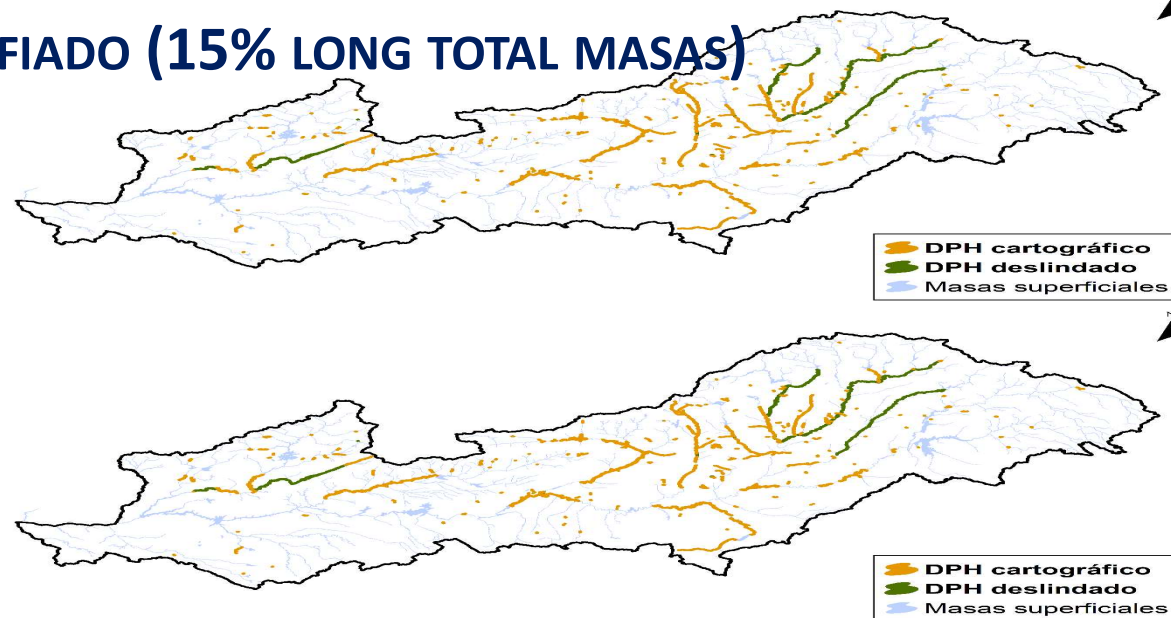 FIADO (15% LONG TOTAL MASAS)
DPH cartográfico
DPH deslindado
Masas superficiales
DPH cartográfico
DPH deslindado
Masas superficiales